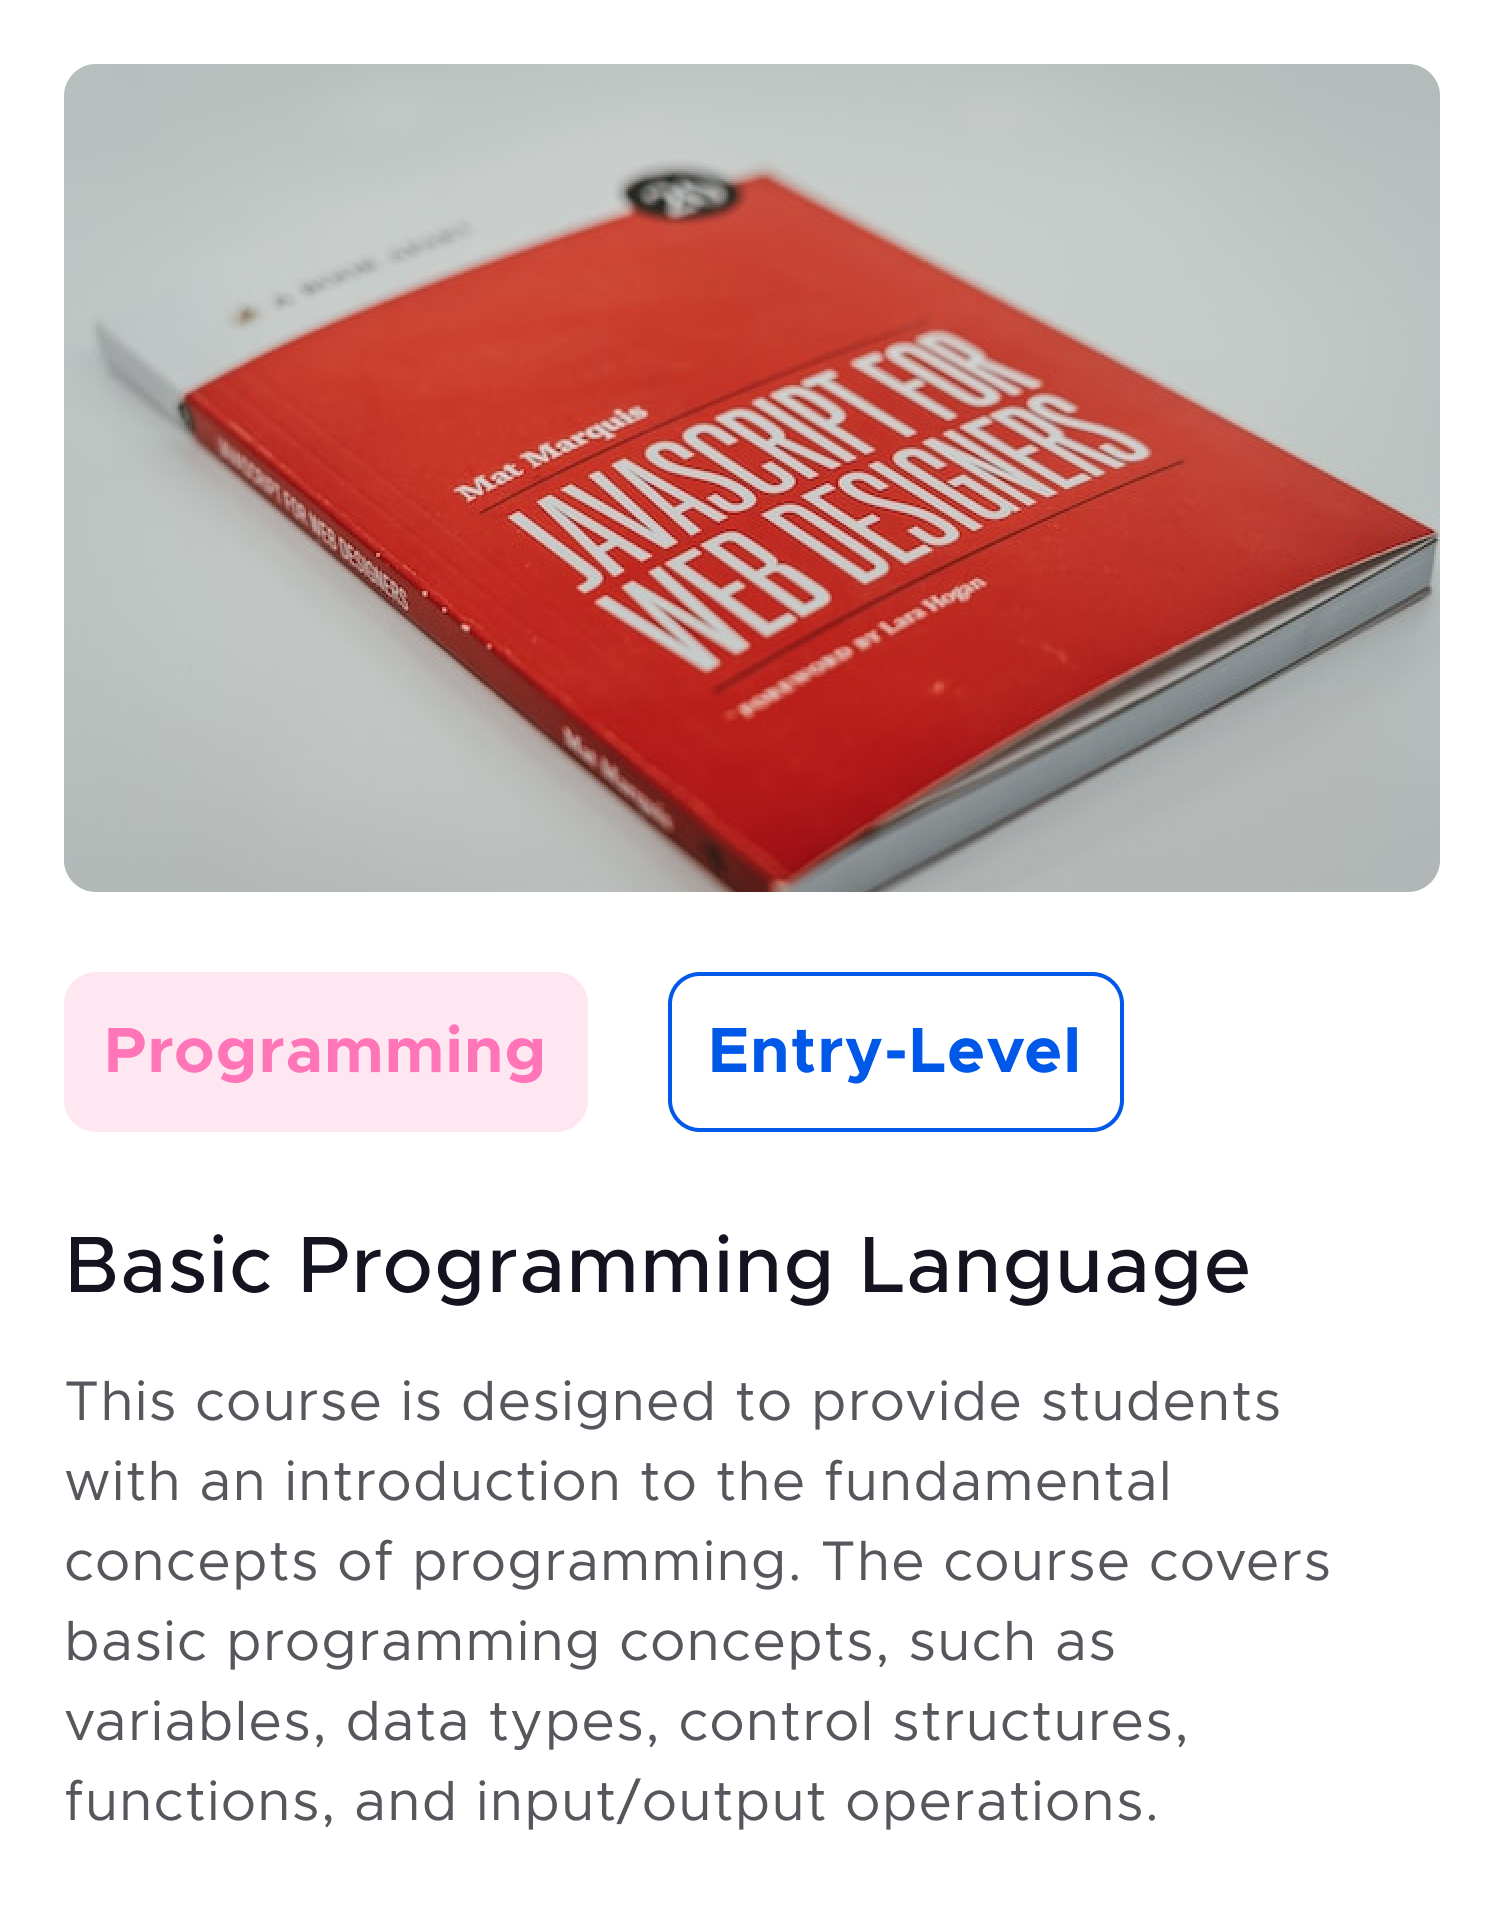 A BOOK APART
Mat Marquis
JAVASCRIPT FOR
WEB DESIGNERS
FOREWORD BY Lara Hogan
JAVASCRIPT FOR WEB DESIGNERS
Mat Marquis
Programming
Entry-Level
Basic Programming Language
This course is designed to provide students
with an introduction to the fundamental
concepts of programming. The course covers
basic programming concepts, such as
variables, data types, control structures,
functions, and input/output operations.